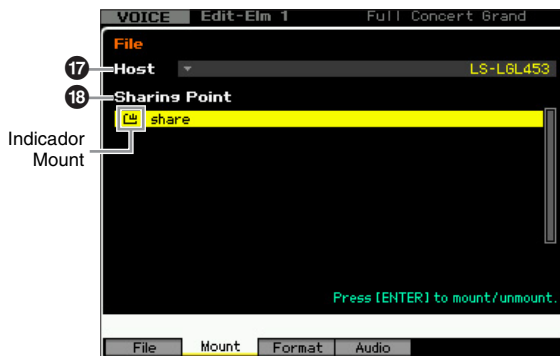 VOICE Edit-Elm 1 Full Concert Grand
File
17 Host LS-LGL453
18 Sharing Point
share
Indicador
Mount
Press [ENTER] to mount/unmount.
File Mount Format Audio